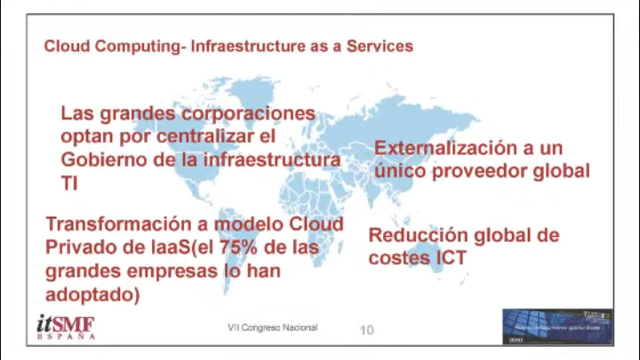 Cloud Computing- Infraestructure as a Services
Las grandes corporaciones
optan por centralizar el
Gobierno de la infraestructura
TI
Externalización a un
único proveedor global
Transformación a modelo Cloud
Privado de IaaS(el 75% de las
grandes empresas lo han
adoptado)
Reducción global de
costes ICT
itSMF
ESPAÑA
VII Congreso Nacional
10